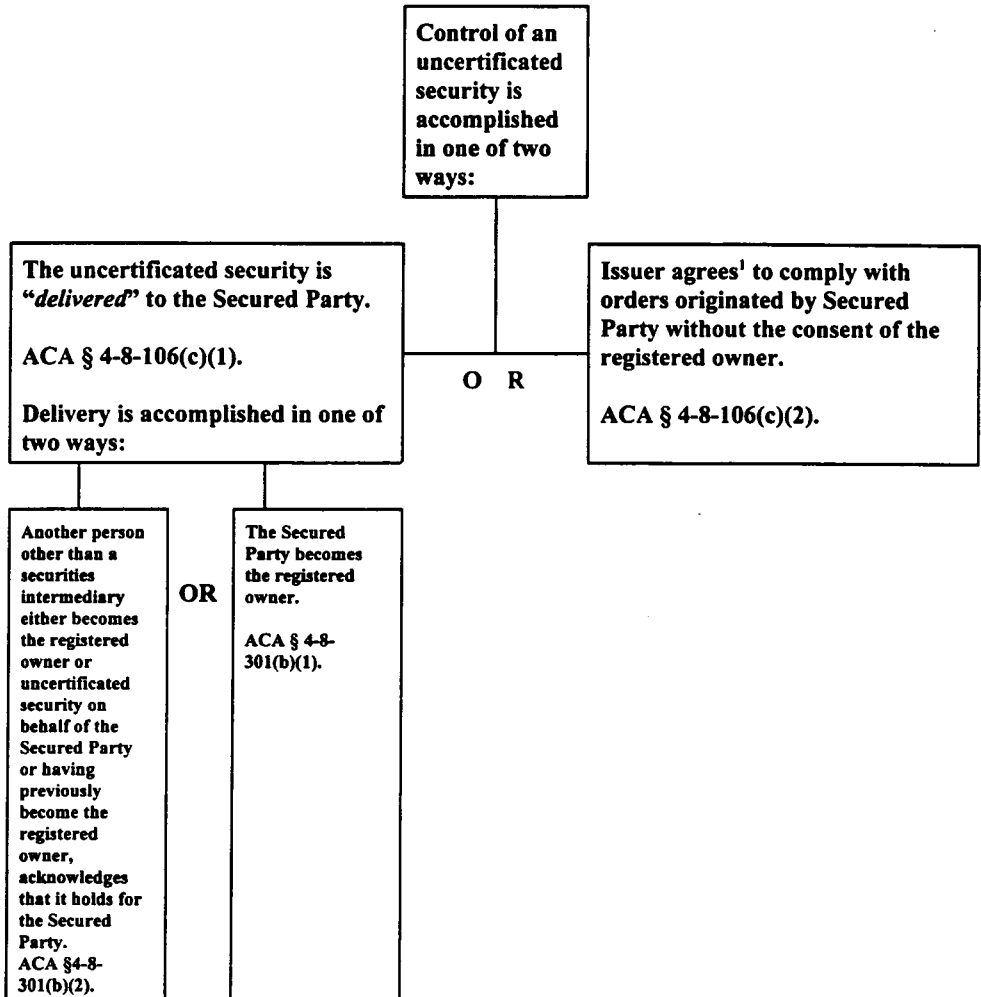 Control of an
uncertificated
security is
accomplished
in one of two
ways:
The uncertificated security is
“delivered” to the Secured Party.
ACA § 4-8-106(c)(1).
Delivery is accomplished in one of
two ways:
O R
Issuer agrees¹ to comply with
orders originated by Secured
Party without the consent of the
registered owner.
ACA § 4-8-106(c)(2).
Another person
other than a
securities
intermediary
either becomes
the registered
owner or
uncertificated
security on
behalf of the
Secured Party
or having
previously
become the
registered
owner,
acknowledges
that it holds for
the Secured
Party.
ACA §4-8-
301(b)(2).
OR
The Secured
Party becomes
the registered
owner.
ACA § 4-8-
301(b)(1).